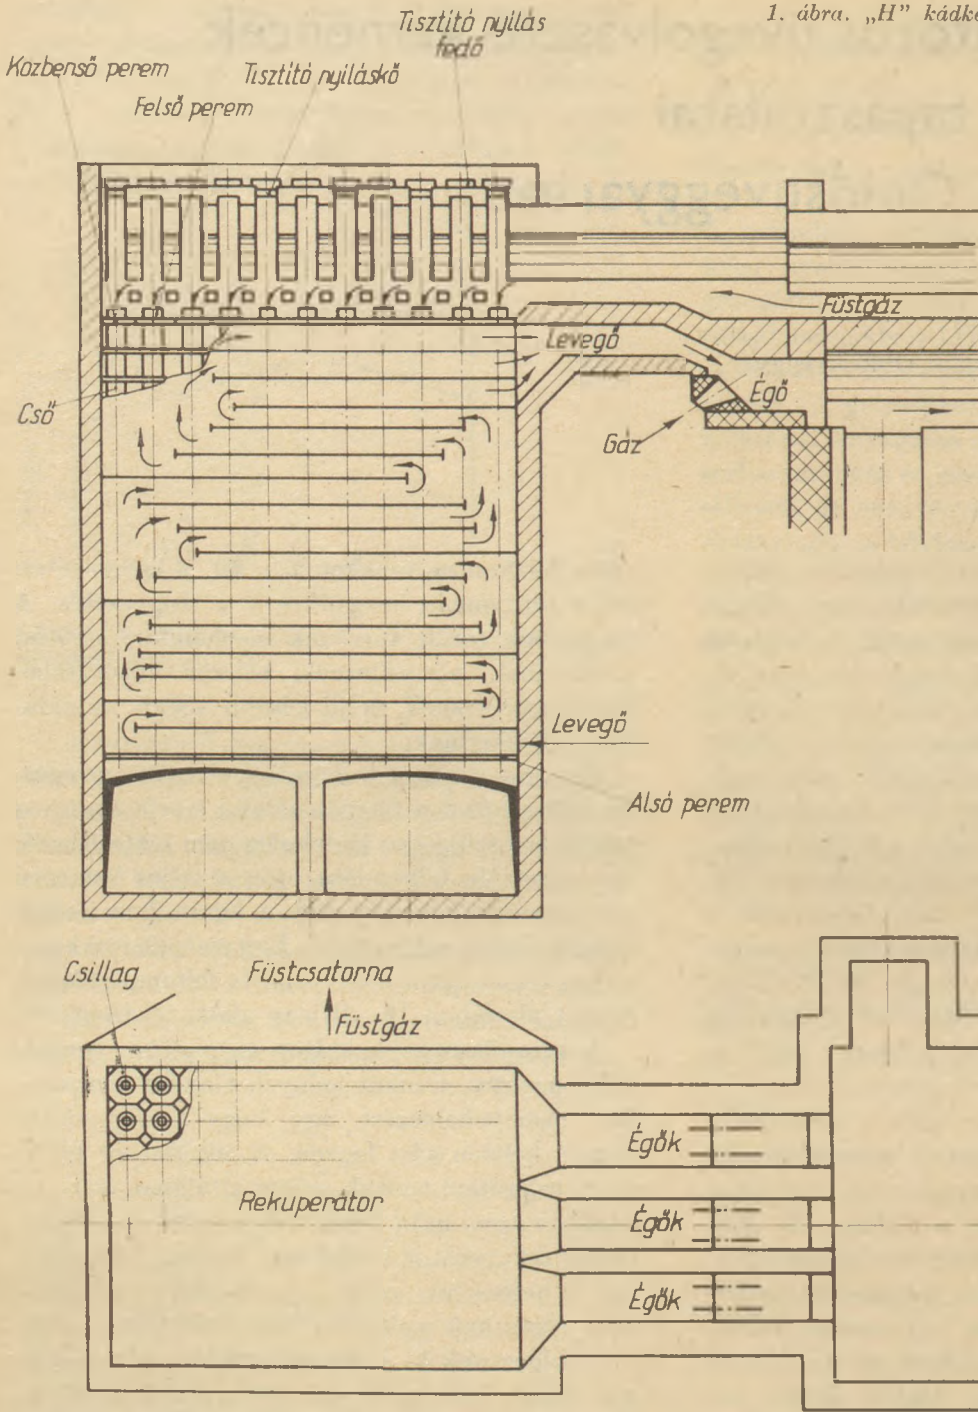 1. ábra. „H” kádke
Tisztító nyílás
fedő
Közbenső perem
Tisztító nyíláskő
Felső perem
Füstgáz
Levegő
Égő
Cső
Gáz
Levegő
Alsó perem
Csillag
Füstcsatorna
Füstgáz
Égők
Rekuperátor
Égők
Égők